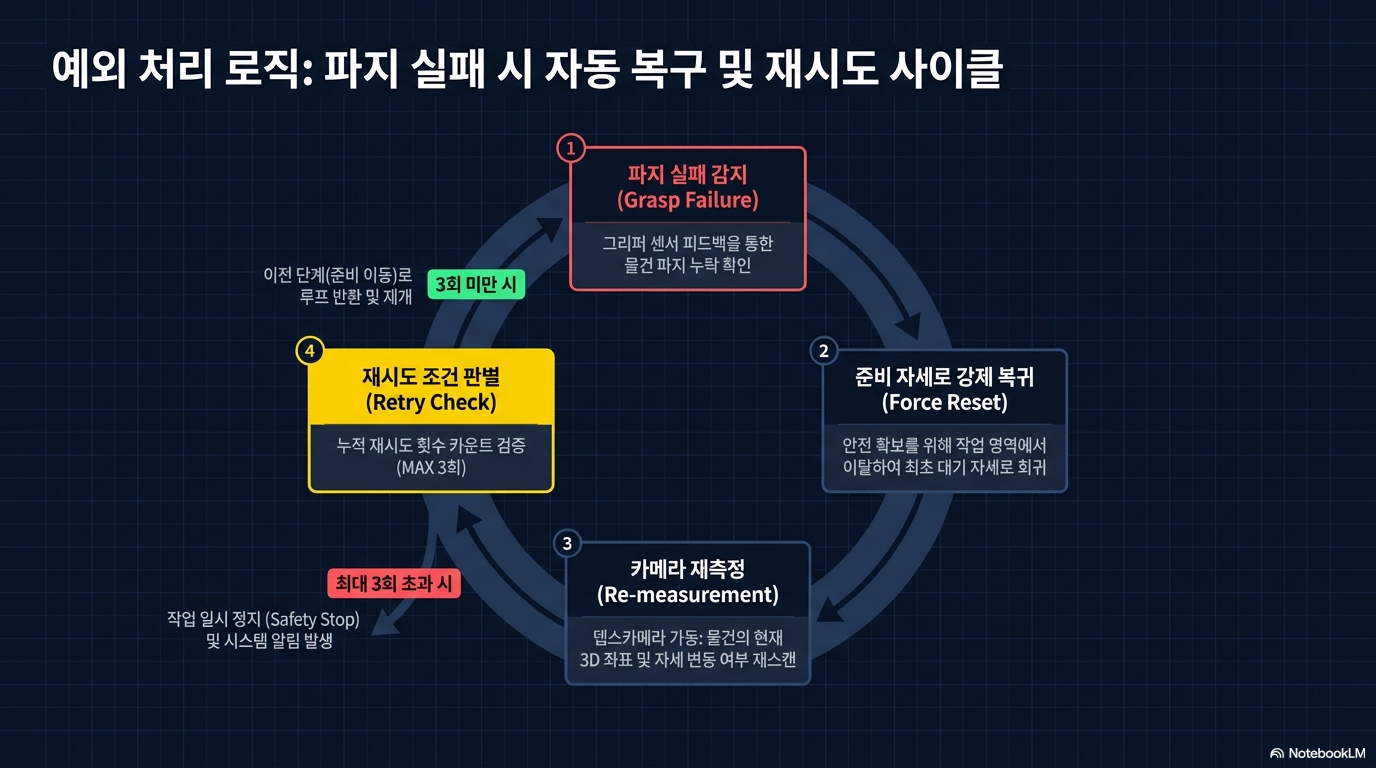 예외 처리 로직: 파지 실패 시 자동 복구 및 재시도 사이클
1
파지 실패 감지
(Grasp Failure)
그리퍼 센서 피드백을 통한
물건 파지 누락 확인
2
준비 자세로 강제 복귀
(Force Reset)
안전 확보를 위해 작업 영역에서
이탈하여 최초 대기 자세로 회귀
3
카메라 재측정
(Re-measurement)
뎁스카메라 가동: 물건의 현재
3D 좌표 및 자세 변동 여부 재스캔
4
재시도 조건 판별
(Retry Check)
누적 재시도 횟수 카운트 검증
(MAX 3회)
3회 미만 시
이전 단계(준비 이동)로
루프 반환 및 재개
최대 3회 초과 시
작업 일시 정지 (Safety Stop)
및 시스템 알림 발생
NotebookLM